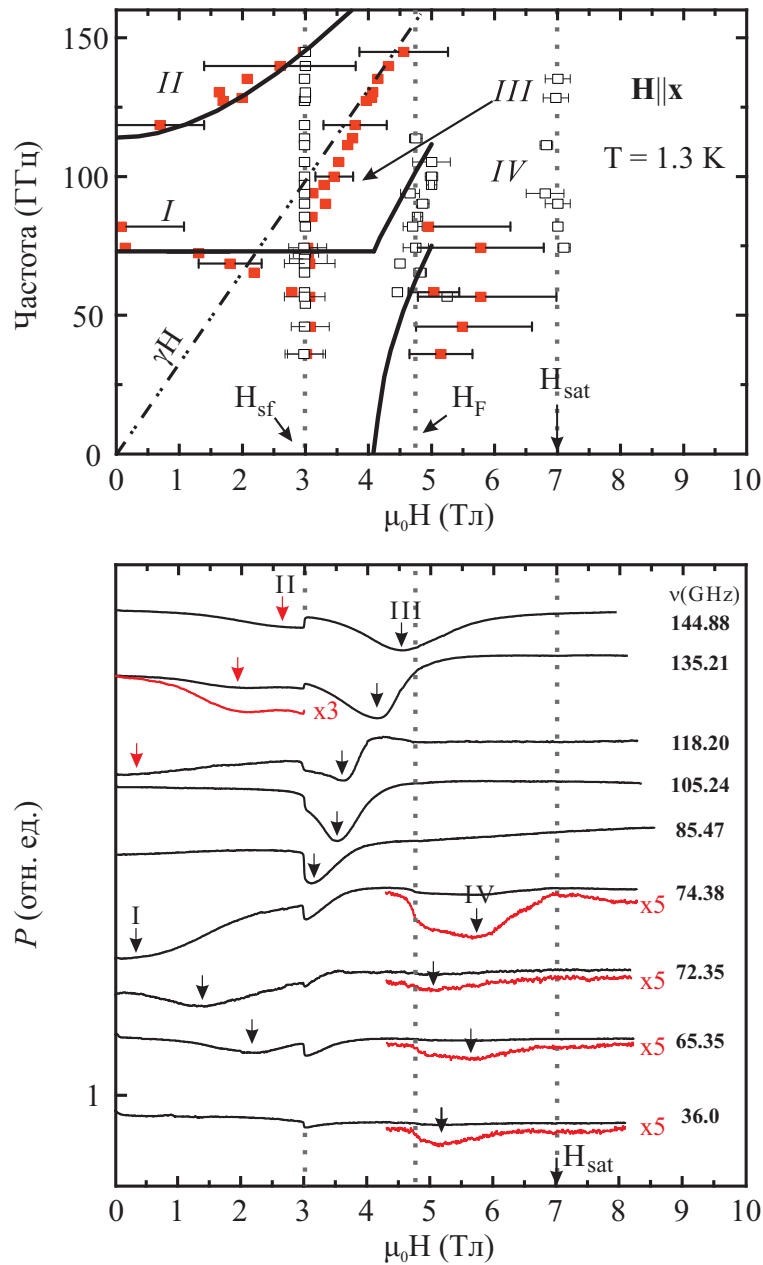 150
100
50
0
Частота (ГГц)
II
I
III
IV
H||x
T = 1.3 K
γH
H_sf
H_F
H_sat
0 1 2 3 4 5 6 7 8 9 10
μ₀H (Тл)
ν(GHz)
II
III
144.88
135.21
x3
118.20
105.24
85.47
74.38
I
IV
x5
72.35
x5
65.35
x5
1
36.0
x5
H_sat
P (отн. ед.)
0 1 2 3 4 5 6 7 8 9 10
μ₀H (Тл)